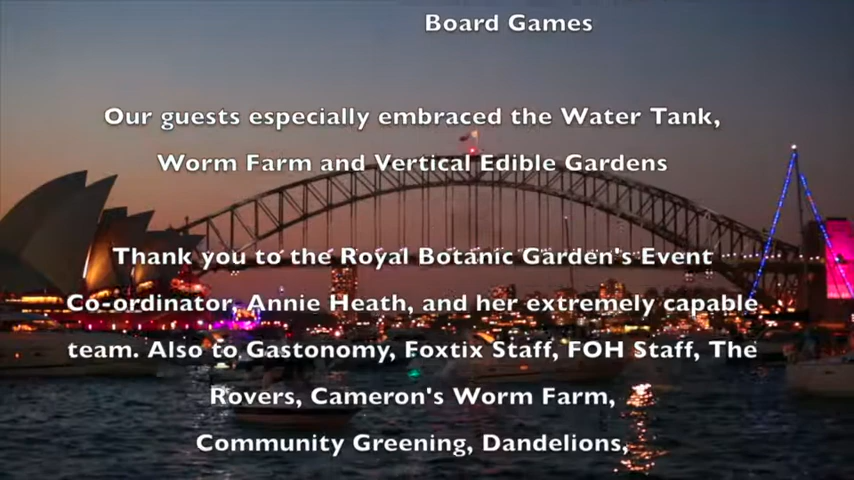 Board Games
Our guests especially embraced the Water Tank,
Worm Farm and Vertical Edible Gardens
Thank you to the Royal Botanic Garden's Event
Co-ordinator, Annie Heath, and her extremely capable
team. Also to Gastonomy, Foxtix Staff, FOH Staff, The
Rovers, Cameron's Worm Farm,
Community Greening, Dandelions,